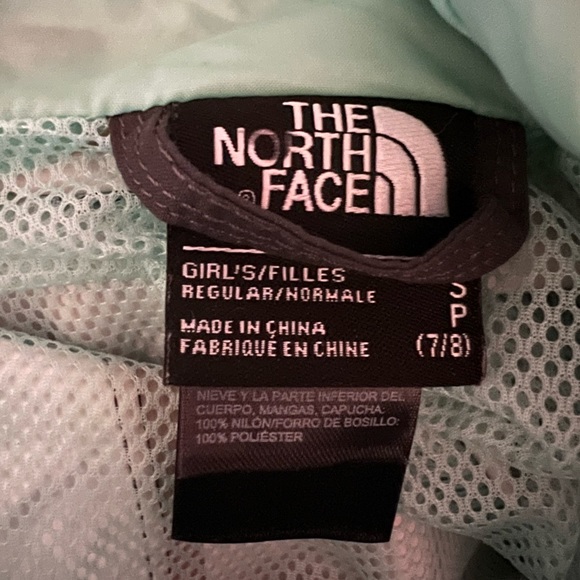 THE
NORTH
FACE
®
GIRL'S/FILLES
REGULAR/NORMALE
S
P
MADE IN CHINA
FABRIQUÉ EN CHINE (7/8)
NIEVE Y LA PARTE INFERIOR DEL
CUERPO, MANGAS, CAPUCHA:
100% NILÓN/FORRO DE BOSILLO:
100% POLIÉSTER